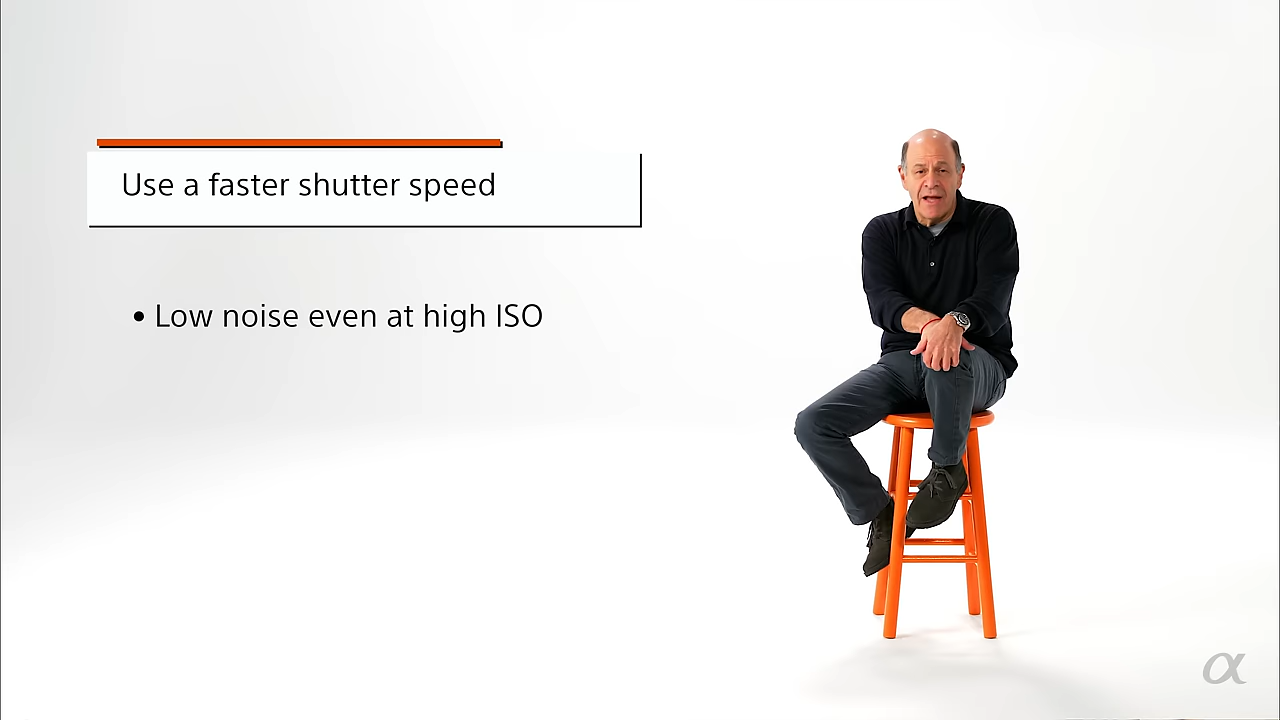 Use a faster shutter speed
• Low noise even at high ISO
α